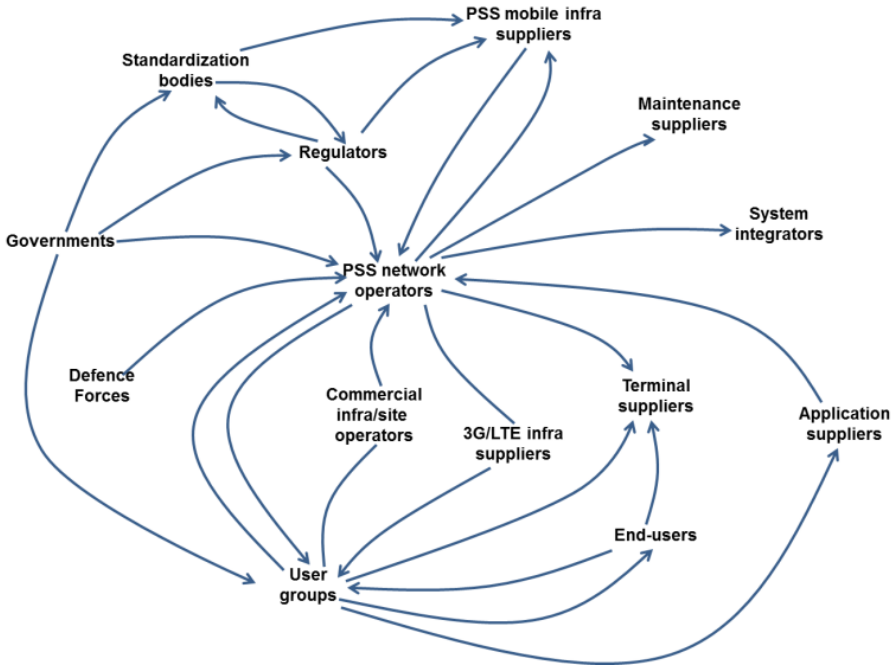 PSS mobile infra
suppliers
Standardization
bodies
Maintenance
suppliers
Regulators
System
integrators
Governments
PSS network
operators
Defence
Forces
Commercial
infra/site
operators
3G/LTE infra
suppliers
Terminal
suppliers
Application
suppliers
End-users
User
groups